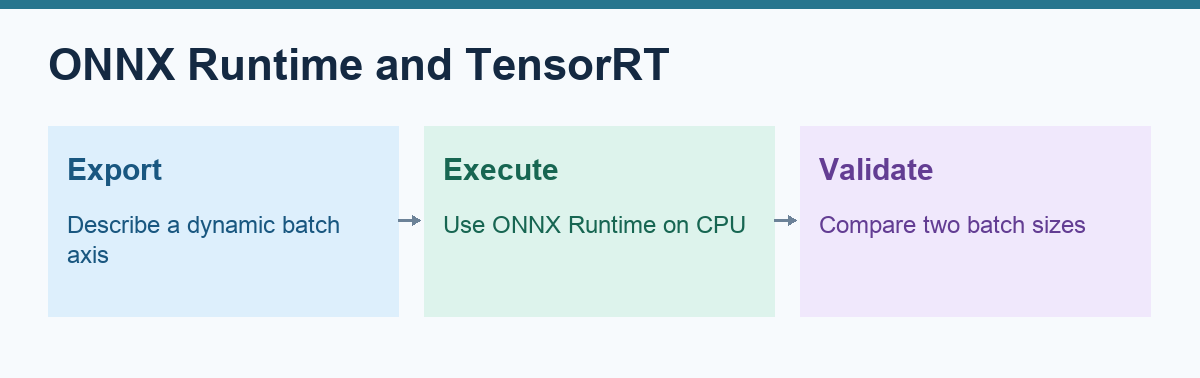 ONNX Runtime and TensorRT
Export
Describe a dynamic batch
axis
Execute
Use ONNX Runtime on CPU
Validate
Compare two batch sizes